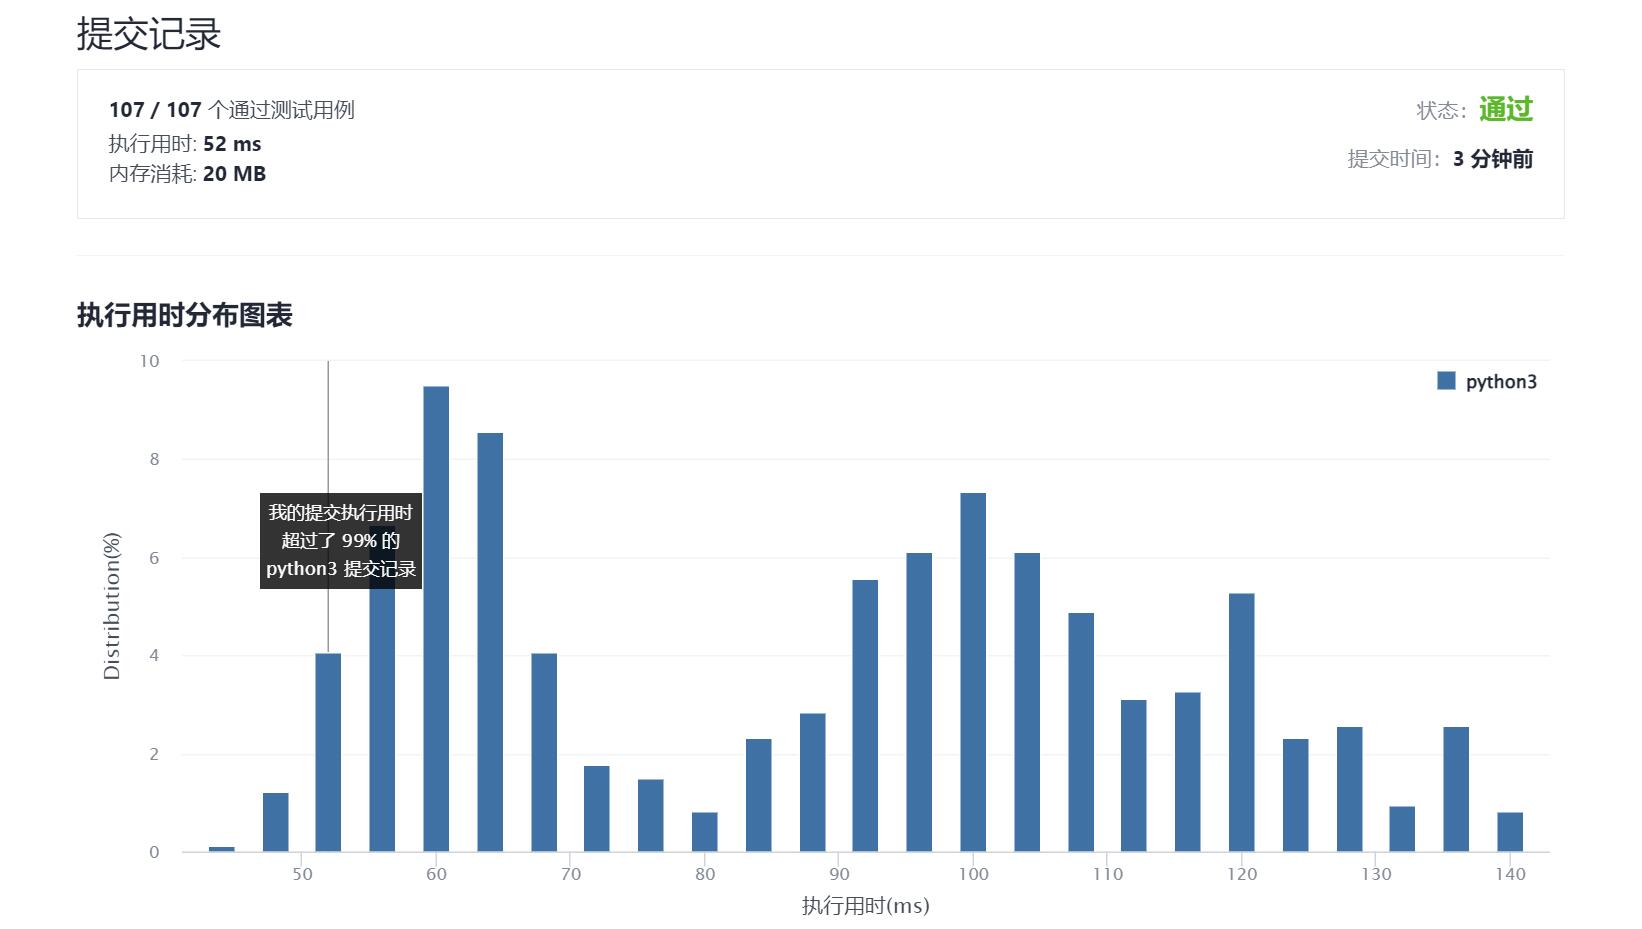 提交记录
107 / 107 个通过测试用例
状态：通过
执行用时: 52 ms
提交时间：3 分钟前
内存消耗: 20 MB
执行用时分布图表
10
8
6
4
2
0
Distribution(%)
python3
我的提交执行用时
超过了 99% 的
python3 提交记录
50 60 70 80 90 100 110 120 130 140
执行用时(ms)